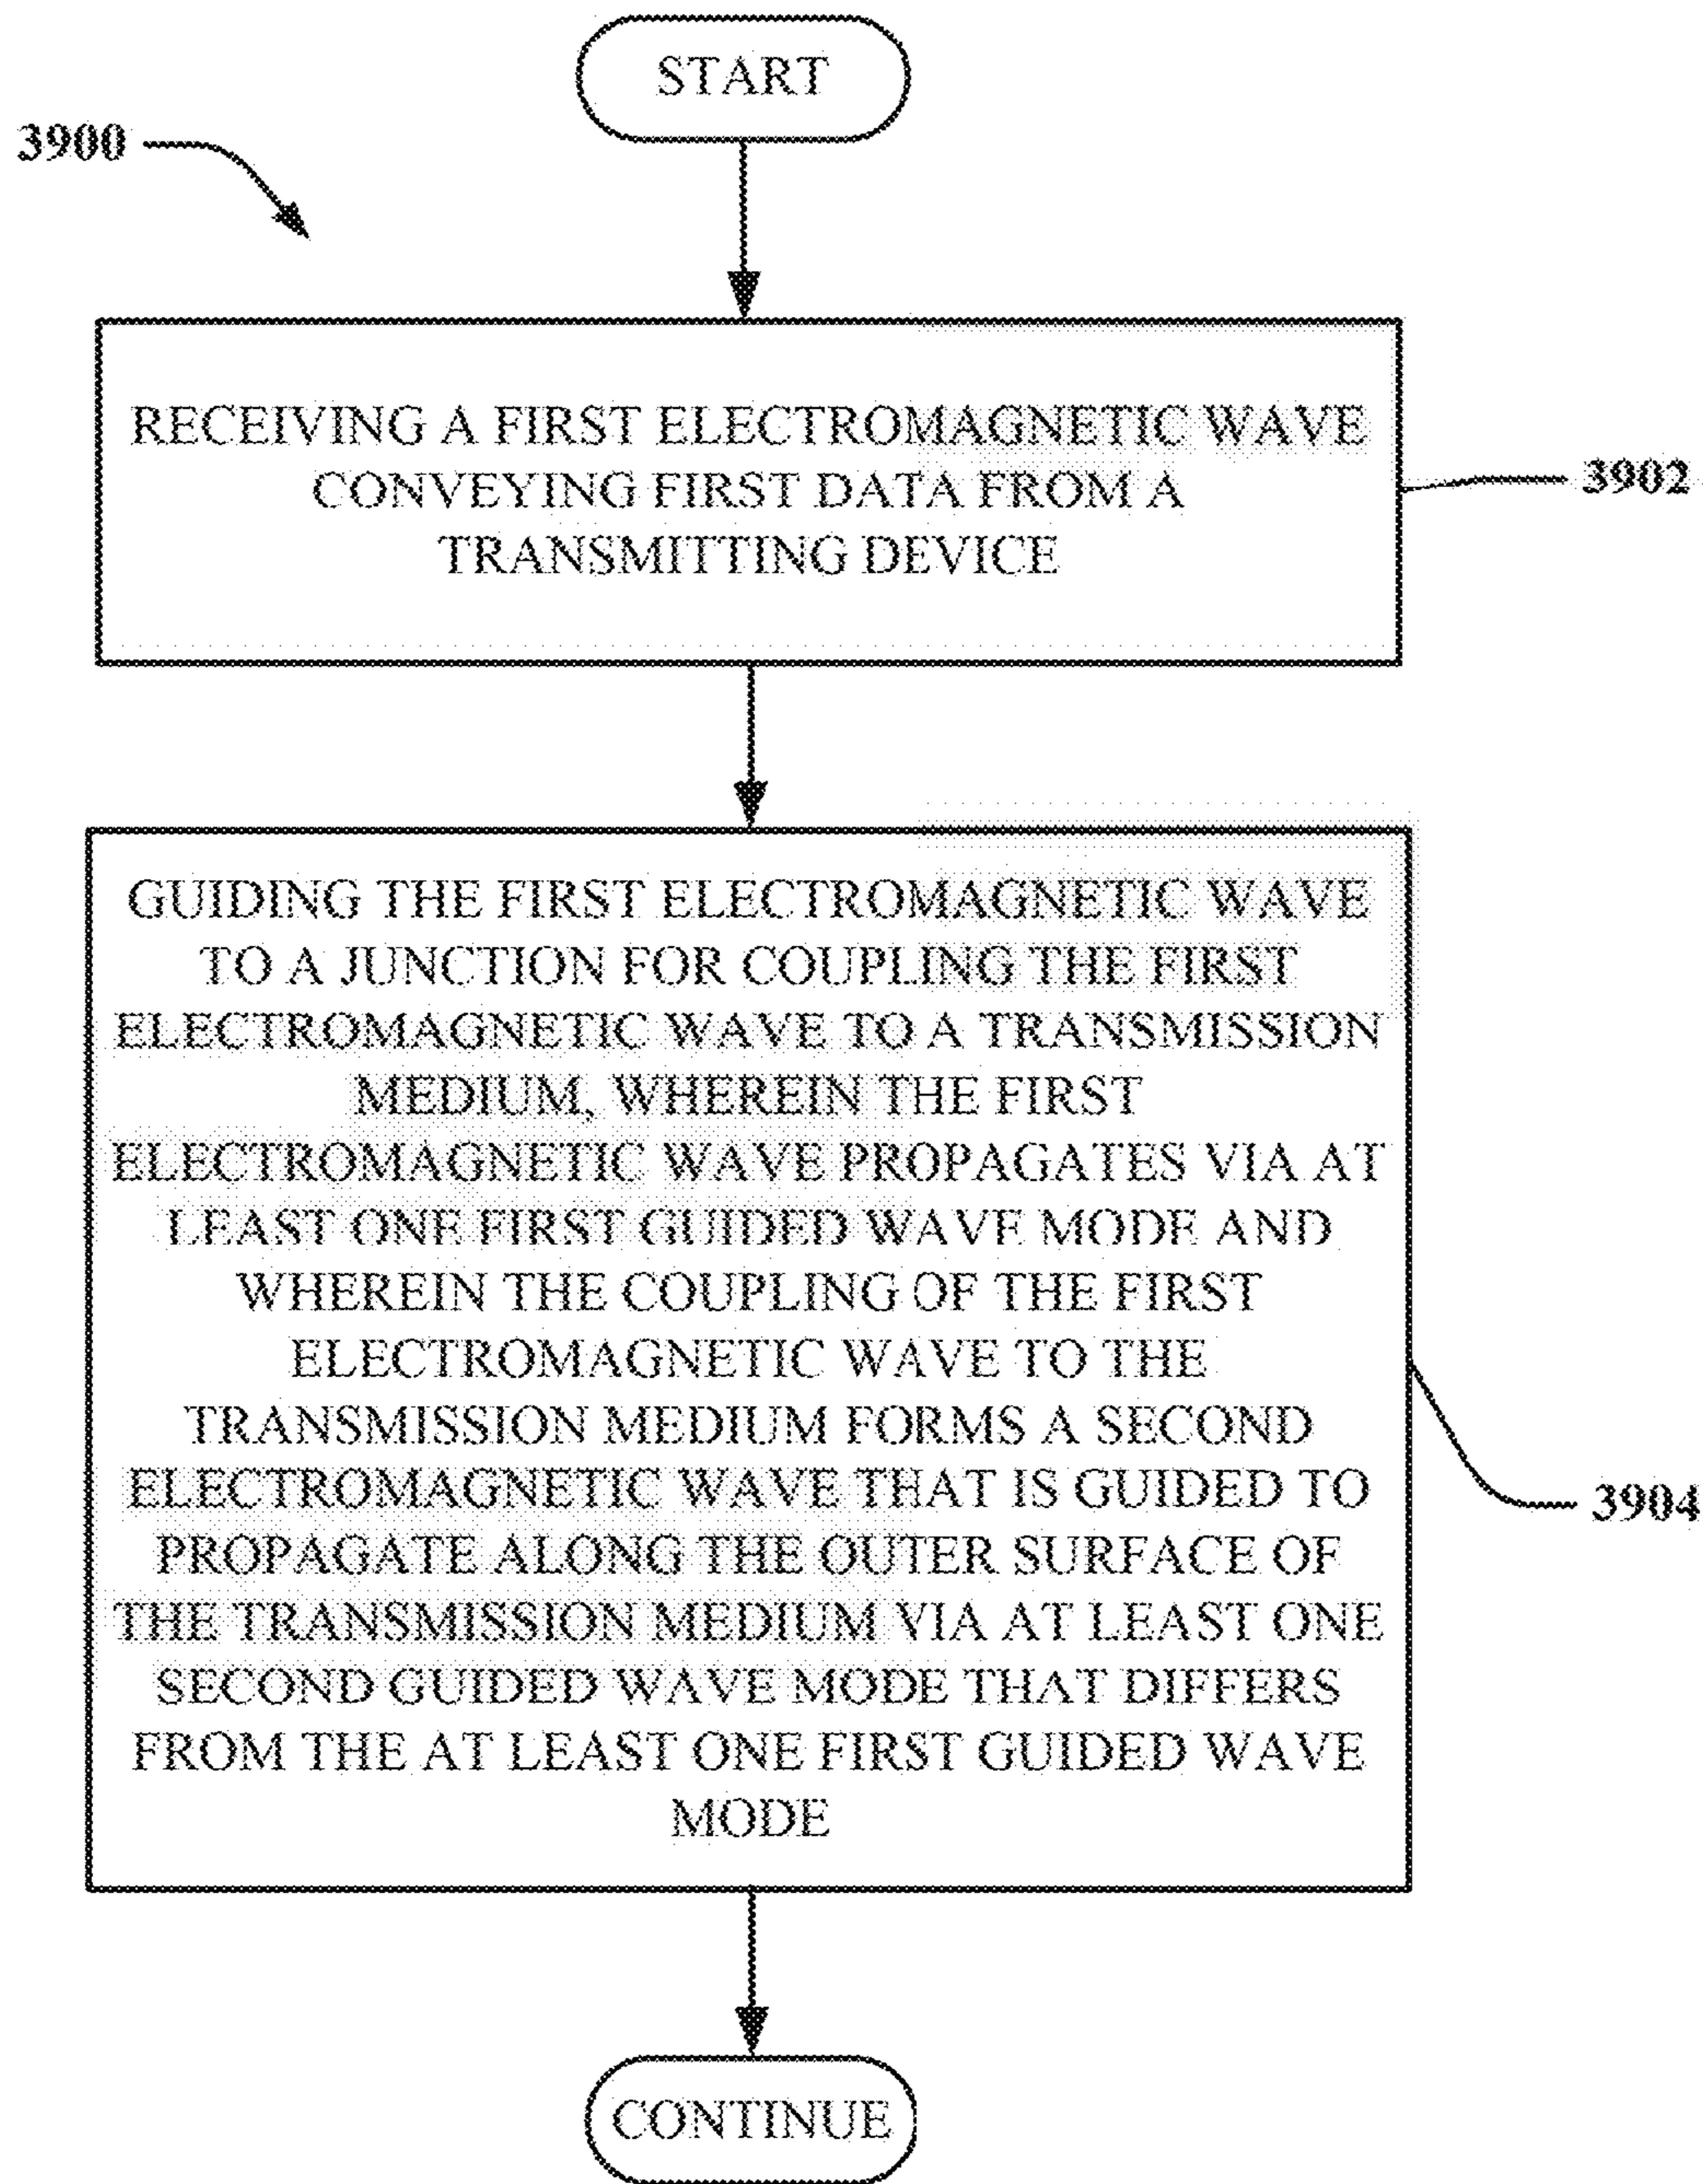 START
3900
RECEIVING A FIRST ELECTROMAGNETIC WAVE
CONVEYING FIRST DATA FROM A
TRANSMITTING DEVICE
3902
GUIDING THE FIRST ELECTROMAGNETIC WAVE
TO A JUNCTION FOR COUPLING THE FIRST
ELECTROMAGNETIC WAVE TO A TRANSMISSION
MEDIUM, WHEREIN THE FIRST
ELECTROMAGNETIC WAVE PROPAGATES VIA AT
LEAST ONE FIRST GUIDED WAVE MODE AND
WHEREIN THE COUPLING OF THE FIRST
ELECTROMAGNETIC WAVE TO THE
TRANSMISSION MEDIUM FORMS A SECOND
ELECTROMAGNETIC WAVE THAT IS GUIDED TO
PROPAGATE ALONG THE OUTER SURFACE OF
THE TRANSMISSION MEDIUM VIA AT LEAST ONE
SECOND GUIDED WAVE MODE THAT DIFFERS
FROM THE AT LEAST ONE FIRST GUIDED WAVE
MODE
3904
CONTINUE